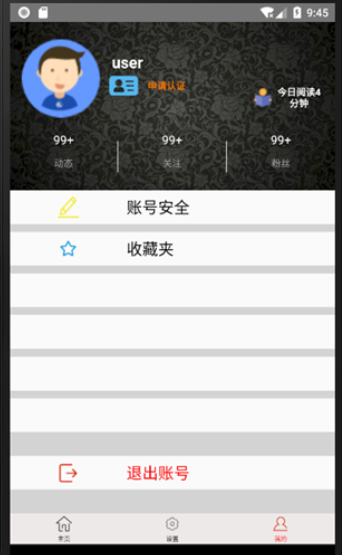 9:45
user
申请认证
今日阅读4
分钟
99+
99+
99+
动态
关注
粉丝
账号安全
收藏夹
退出账号
主页
设置
我的